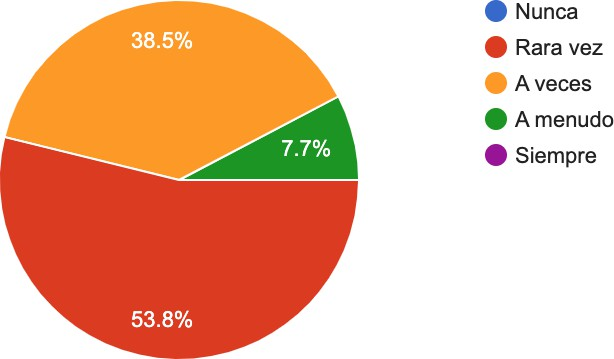 38.5%
7.7%
53.8%
Nunca
Rara vez
A veces
A menudo
Siempre